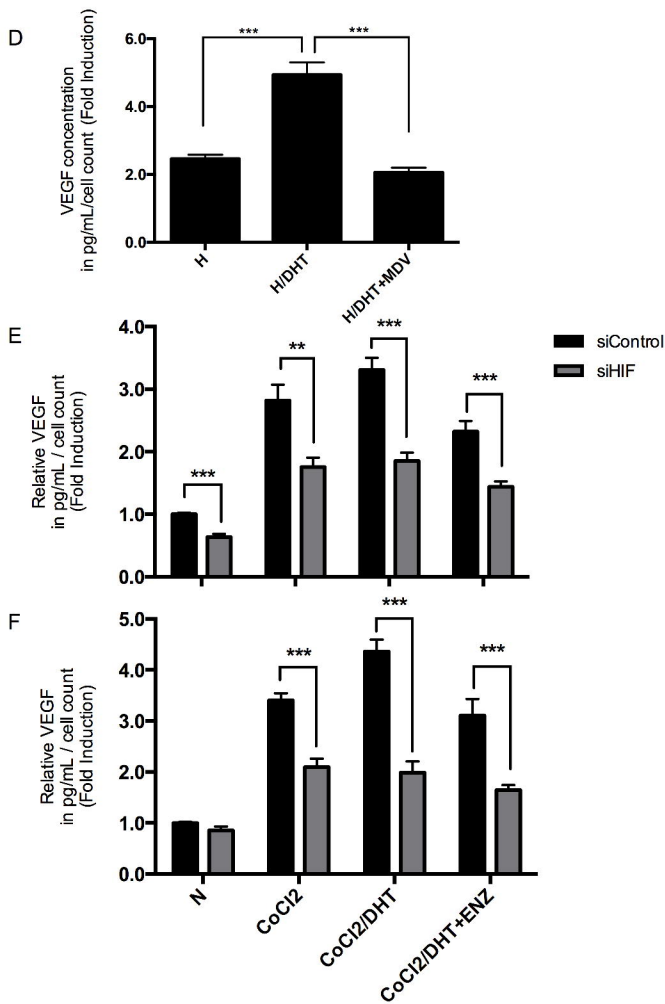 D
***
***
6.0
4.0
2.0
0.0
VEGF concentration
in pg/mL/cell count (Fold Induction)
H
H/DHT
H/DHT+MDV
E
siControl
siHIF
4.0
3.0
2.0
1.0
0.0
Relative VEGF
in pg/mL / cell count
(Fold Induction)
***
**
***
***
F
5.0
4.0
3.0
2.0
1.0
0.0
Relative VEGF
in pg/mL / cell count
(Fold Induction)
***
***
***
N
CoCl2
CoCl2/DHT
CoCl2/DHT+ENZ